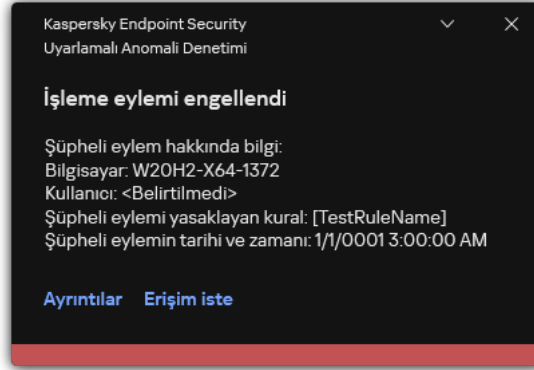 Kaspersky Endpoint Security
Uyarlamalı Anomali Denetimi
İşleme eylemi engellendi
Şüpheli eylem hakkında bilgi:
Bilgisayar: W20H2-X64-1372
Kullanıcı: <Belirtilmedi>
Şüpheli eylemi yasaklayan kural: [TestRuleName]
Şüpheli eylemin tarihi ve zamanı: 1/1/0001 3:00:00 AM
Ayrıntılar Erişim iste